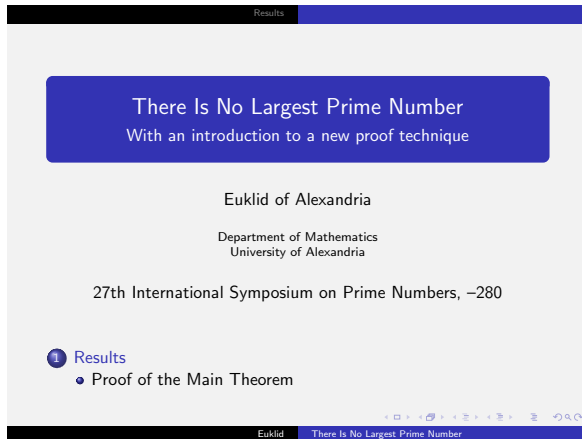 Results
There Is No Largest Prime Number
With an introduction to a new proof technique
Euklid of Alexandria
Department of Mathematics
University of Alexandria
27th International Symposium on Prime Numbers, –280
1 Results
Proof of the Main Theorem
Euklid There Is No Largest Prime Number